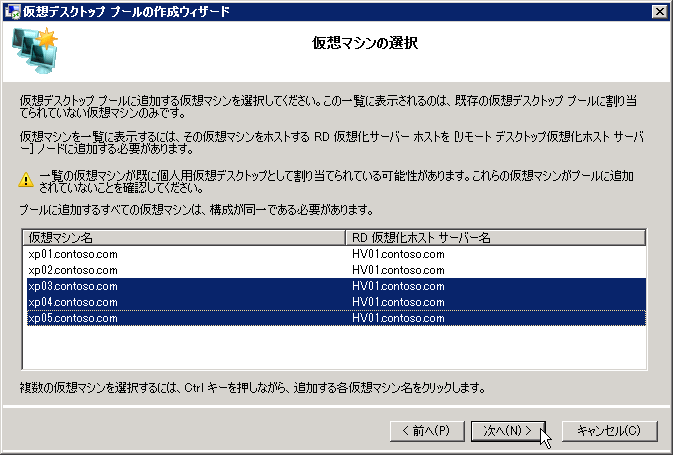 仮想デスクトップ プールの作成ウィザード
仮想マシンの選択
仮想デスクトップ プールに追加する仮想マシンを選択してください。この一覧に表示されるのは、既存の仮想デスクトップ プールに割り当
てられていない仮想マシンのみです。
仮想マシンを一覧に表示するには、その仮想マシンをホストする RD 仮想化サーバー ホストを [リモート デスクトップ仮想化ホスト サーバ
ー] ノードに追加する必要があります。
一覧の仮想マシンが既に個人用仮想デスクトップとして割り当てられている可能性があります。これらの仮想マシンがプールに追加
されていないことを確認してください。
プールに追加するすべての仮想マシンは、構成が同一である必要があります。
仮想マシン名 RD 仮想化ホスト サーバー名
xp01.contoso.com HV01.contoso.com
xp02.contoso.com HV01.contoso.com
xp03.contoso.com HV01.contoso.com
xp04.contoso.com HV01.contoso.com
xp05.contoso.com HV01.contoso.com
複数の仮想マシンを選択するには、Ctrl キーを押しながら、追加する各仮想マシン名をクリックします。
< 前へ(P) 次へ(N) > キャンセル(C)